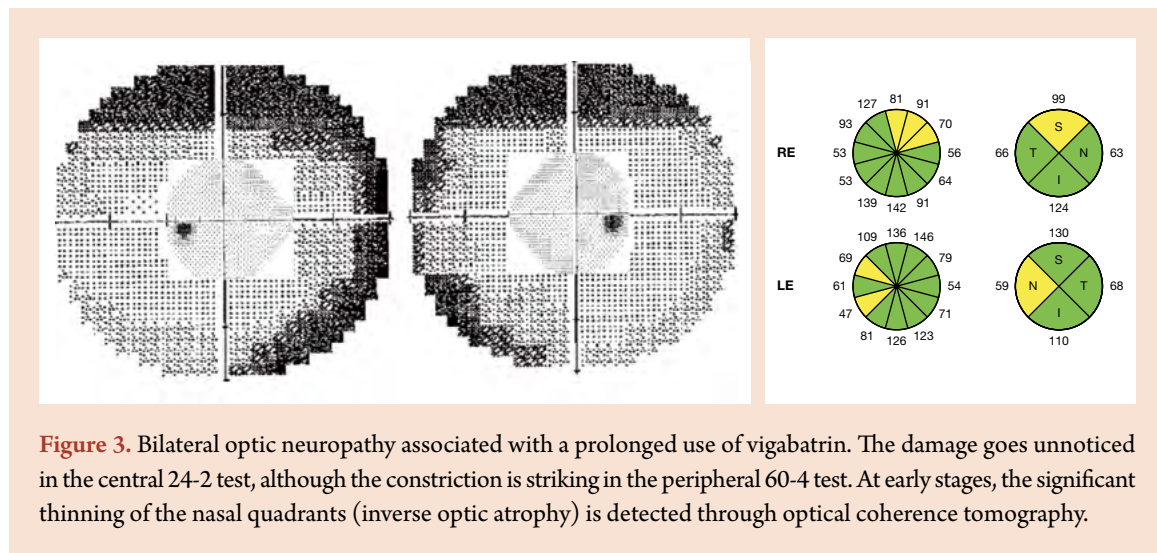 RE
127 81 91
93 70
53 56
53 64
139 142 91
99
S
66 T N 63
I
124
LE
109 136 146
69 79
61 54
47 71
81 126 123
130
S
59 N T 68
I
110
Figure 3. Bilateral optic neuropathy associated with a prolonged use of vigabatrin. The damage goes unnoticed
in the central 24-2 test, although the constriction is striking in the peripheral 60-4 test. At early stages, the significant
thinning of the nasal quadrants (inverse optic atrophy) is detected through optical coherence tomography.